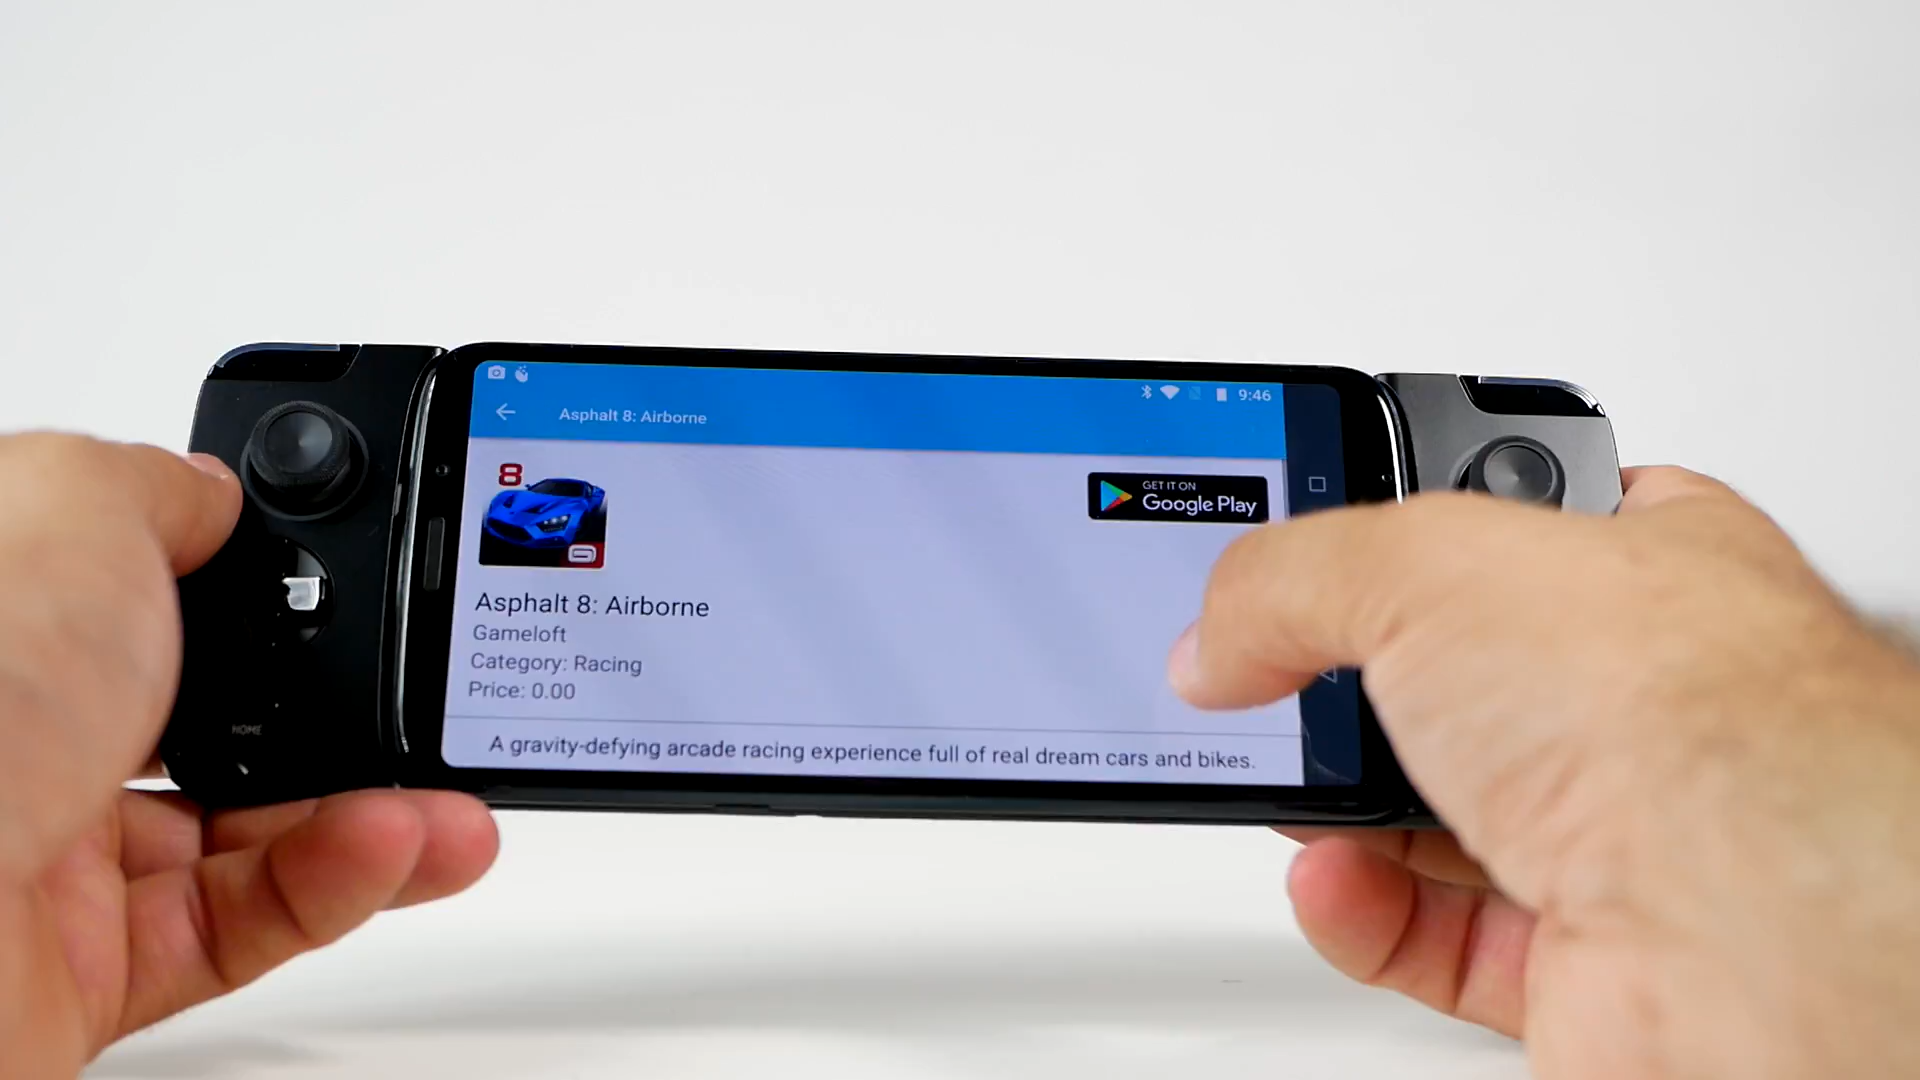 9:46
Asphalt 8: Airborne
8
GET IT ON
Google Play
Asphalt 8: Airborne
Gameloft
Category: Racing
Price: 0.00
HOME
A gravity-defying arcade racing experience full of real dream cars and bikes.